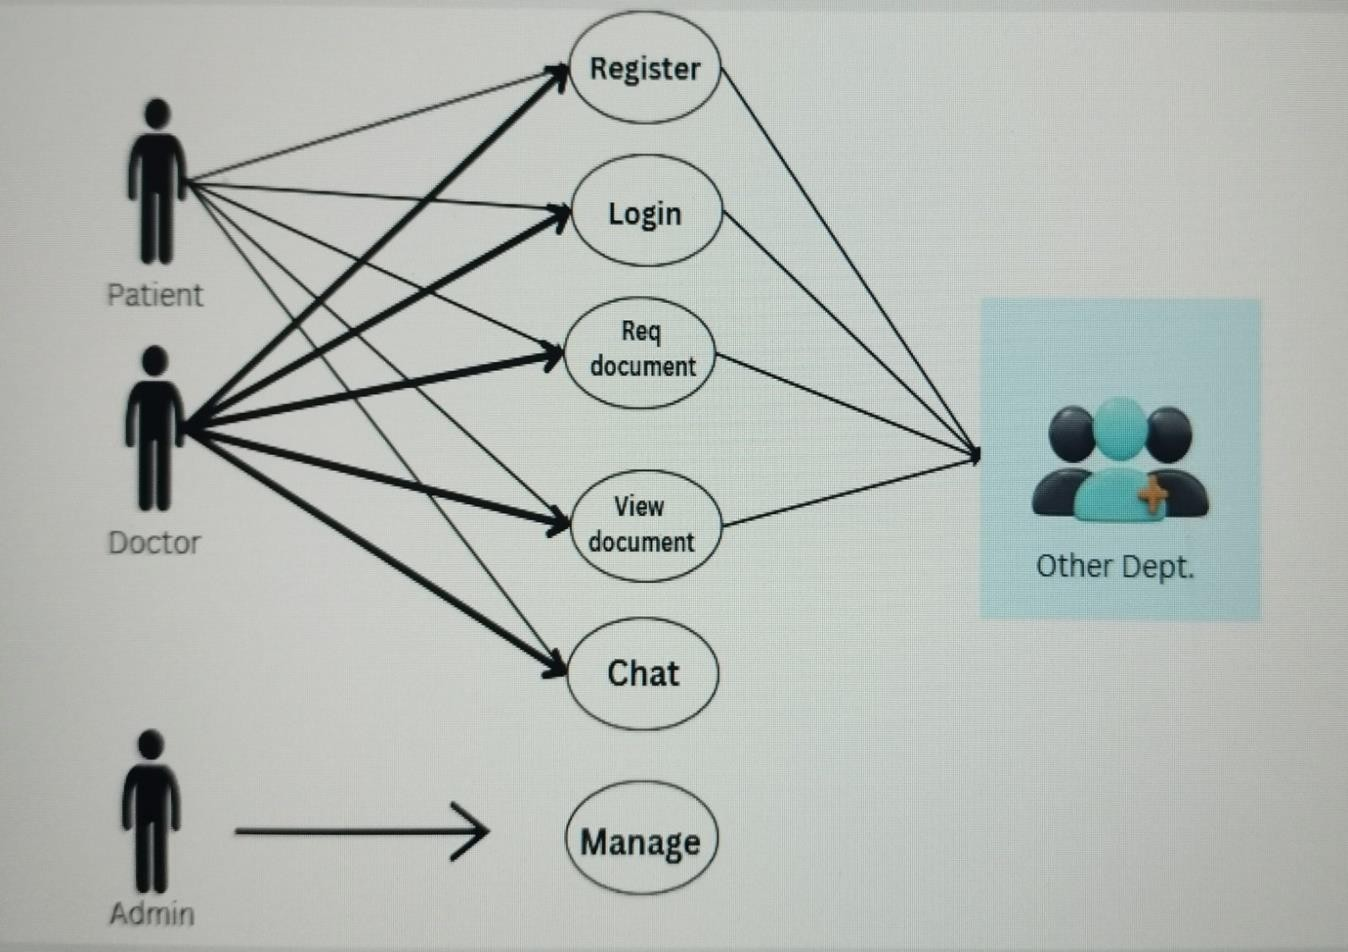 Register
Login
Req
document
View
document
Chat
Manage
Patient
Doctor
Admin
Other Dept.